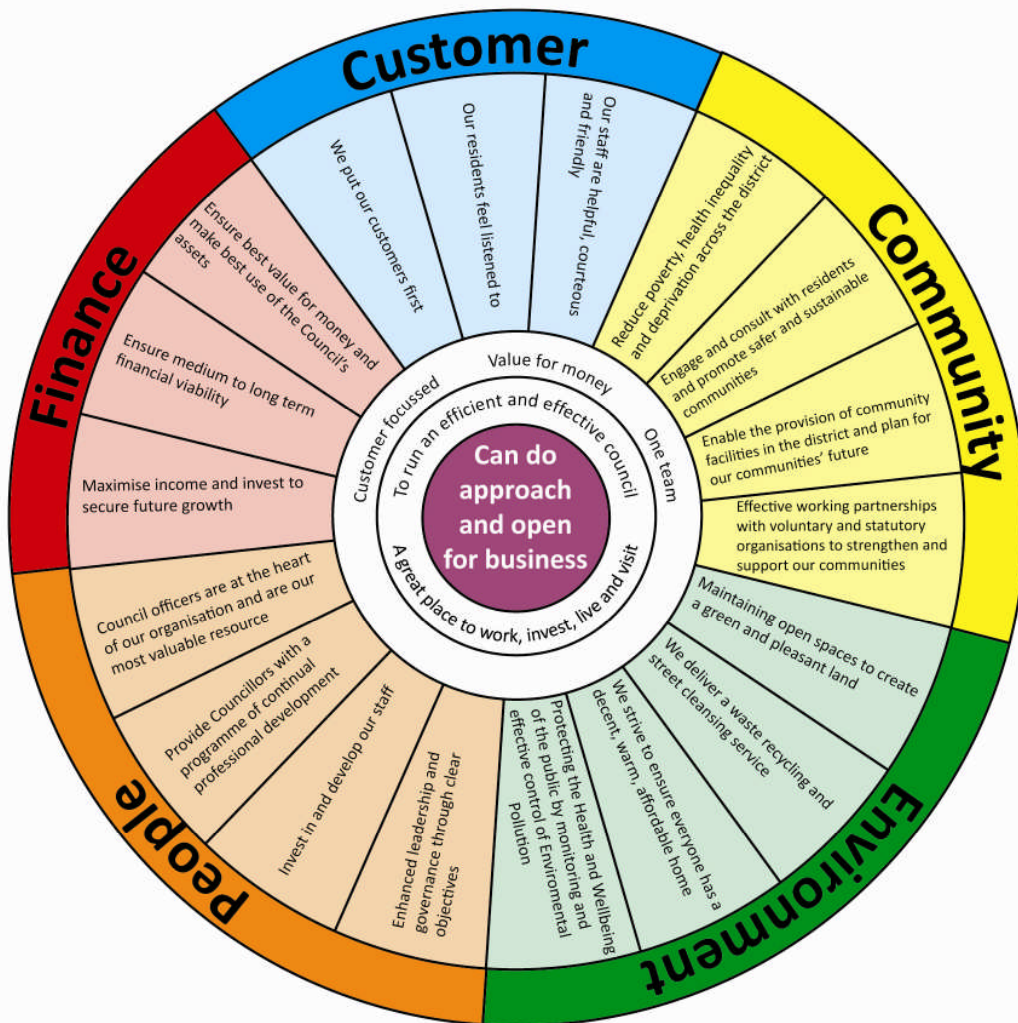 Customer
We put our customers first
Our residents feel listened to
Our staff are helpful, courteous
and friendly
Community
Reduce poverty, health inequality
and deprivation across the district
Engage and consult with residents
and promote safer and sustainable
communities
Enable the provision of community
facilities in the district and plan for
our communities’ future
Effective working partnerships
with voluntary and statutory
organisations to strengthen and
support our communities
Environment
Maintaining open spaces to create
a green and pleasant land
We deliver a waste recycling and
street cleansing service
We strive to ensure everyone has a
decent, warm, affordable home
Protecting the Health and Wellbeing
of the public by monitoring and
effective control of Enviromental
Pollution
People
Enhanced leadership and
governance through clear
objectives
Invest in and develop our staff
Provide Councillors with a
programme of continual
professional development
Council officers are at the heart
of our organisation and are our
most valuable resource
Finance
Maximise income and invest to
secure future growth
Ensure medium to long term
financial viability
Ensure best value for money and
make best use of the Council’s
assets
Customer focussed
Value for money
One team
To run an efficient and effective council
A great place to work, invest, live and visit
Can do
approach
and open
for business